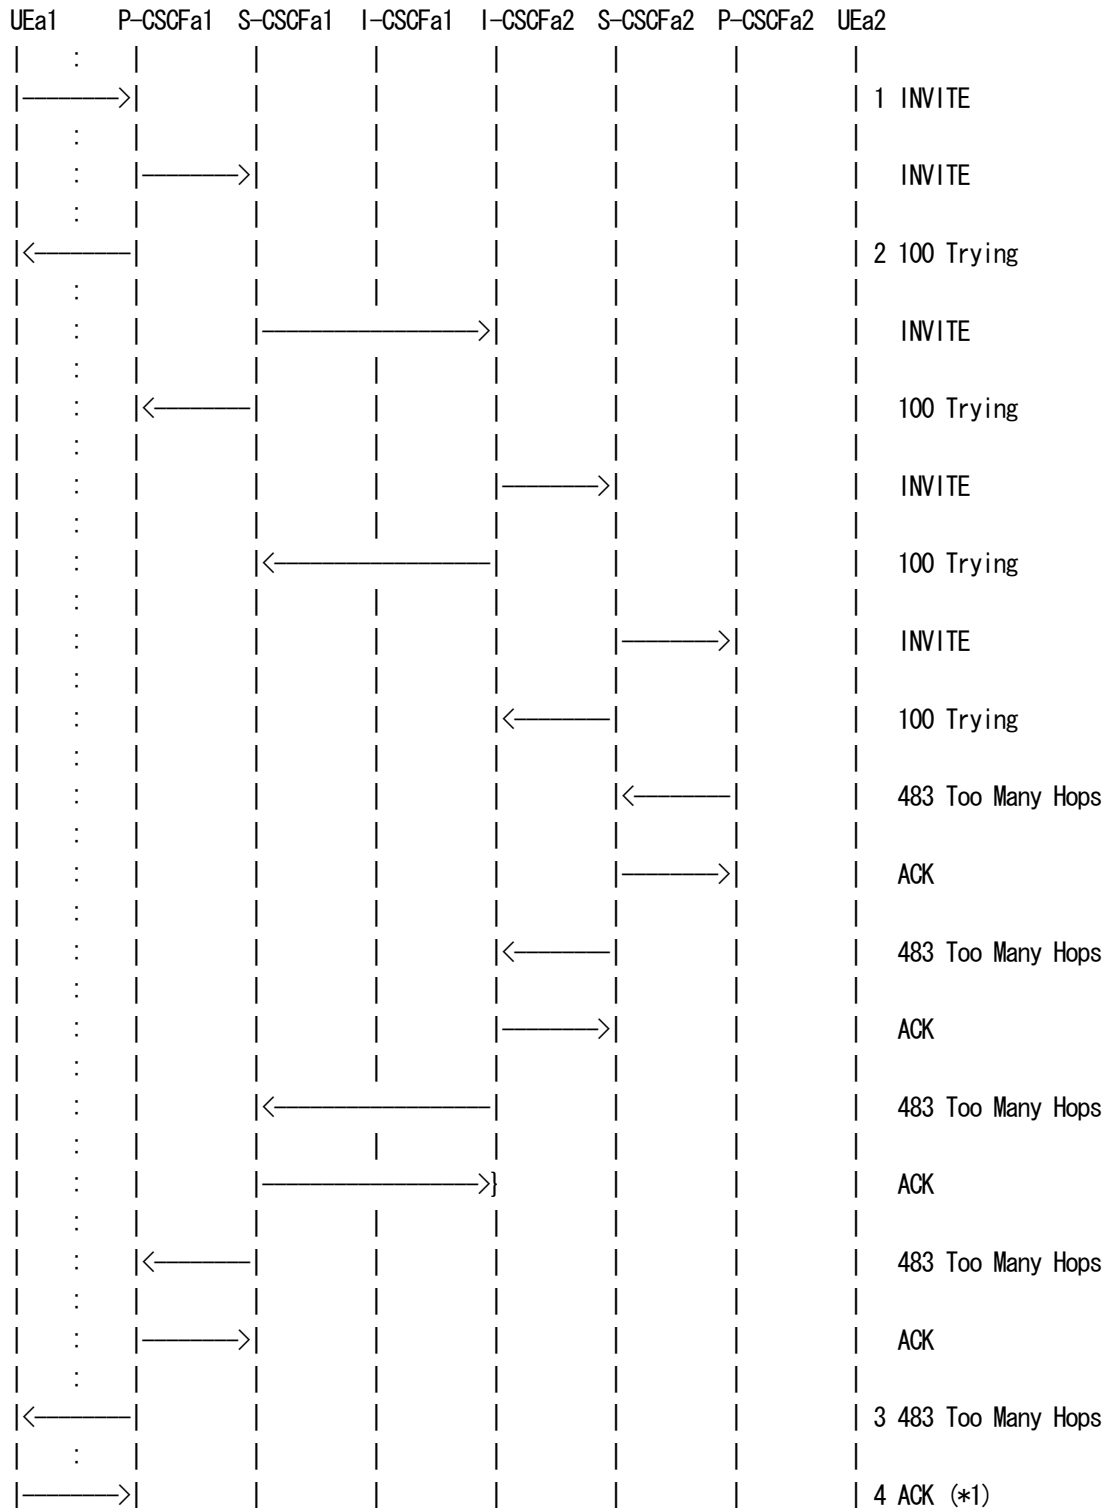 UEa1 P-CSCFa1 S-CSCFa1 I-CSCFa1 I-CSCFa2 S-CSCFa2 P-CSCFa2 UEa2
1 INVITE
INVITE
2 100 Trying
INVITE
100 Trying
INVITE
100 Trying
INVITE
100 Trying
483 Too Many Hops
ACK
483 Too Many Hops
ACK
483 Too Many Hops
ACK
483 Too Many Hops
ACK
3 483 Too Many Hops
4 ACK (*1)